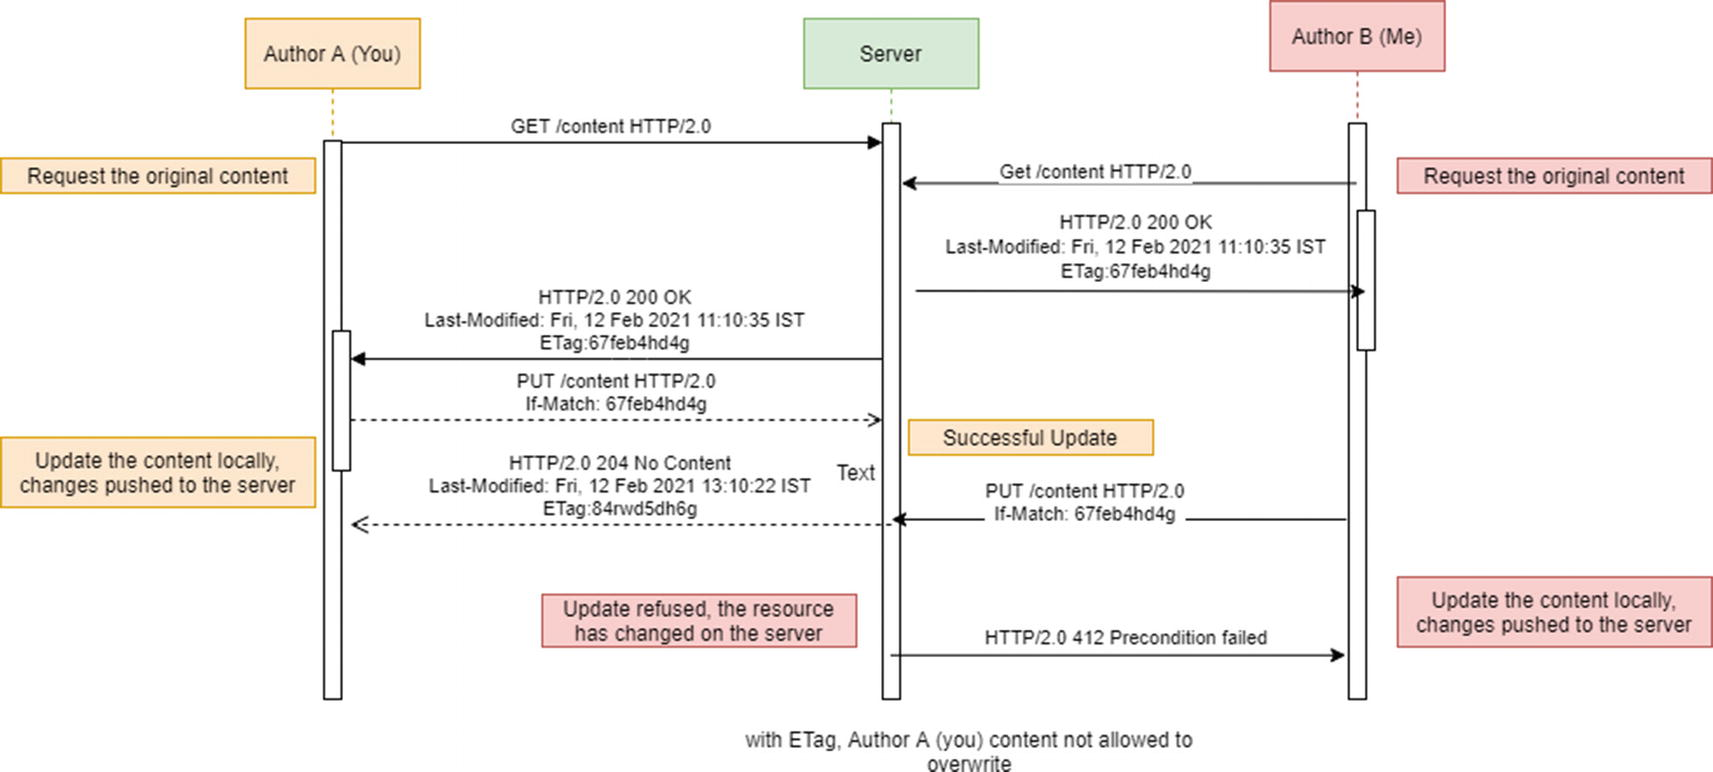 Author A (You)
Server
Author B (Me)
GET /content HTTP/2.0
Request the original content
Get /content HTTP/2.0
Request the original content
HTTP/2.0 200 OK
Last-Modified: Fri, 12 Feb 2021 11:10:35 IST
ETag:67feb4hd4g
HTTP/2.0 200 OK
Last-Modified: Fri, 12 Feb 2021 11:10:35 IST
ETag:67feb4hd4g
PUT /content HTTP/2.0
If-Match: 67feb4hd4g
Successful Update
Update the content locally,
changes pushed to the server
HTTP/2.0 204 No Content
Last-Modified: Fri, 12 Feb 2021 13:10:22 IST
ETag:84rwd5dh6g
Text
PUT /content HTTP/2.0
If-Match: 67feb4hd4g
Update refused, the resource
has changed on the server
Update the content locally,
changes pushed to the server
HTTP/2.0 412 Precondition failed
with ETag, Author A (you) content not allowed to
overwrite